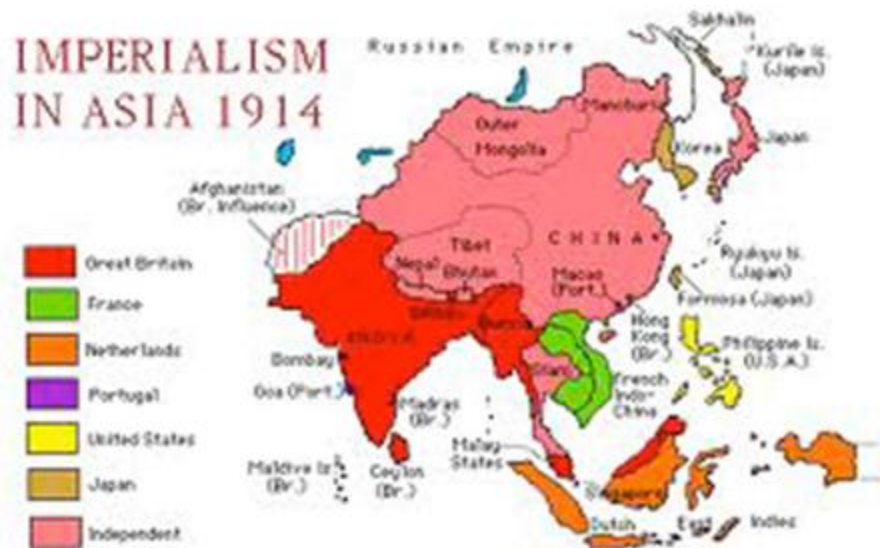 IMPERIALISM
IN ASIA 1914
Russian Empire
Sakhalin
Kurile Is.
(Japan)
Manchuria
Outer
Mongolia
Korea
Japan
Afghanistan
(Br. Influence)
Tibet
CHINA
Nepal
Bhutan
Macao
(Port.)
Ryukyu Is.
(Japan)
Formosa (Japan)
Hong
Kong
(Br.)
Burma
Siam
French
Indo-
China
Philippine Is.
(U.S.A.)
Bombay
Goa (Port.)
Madras
(Br.)
Maldive Is.
(Br.)
Ceylon
(Br.)
Malay
States
Singapore
Dutch East Indies
Great Britain
France
Netherlands
Portugal
United States
Japan
Independent